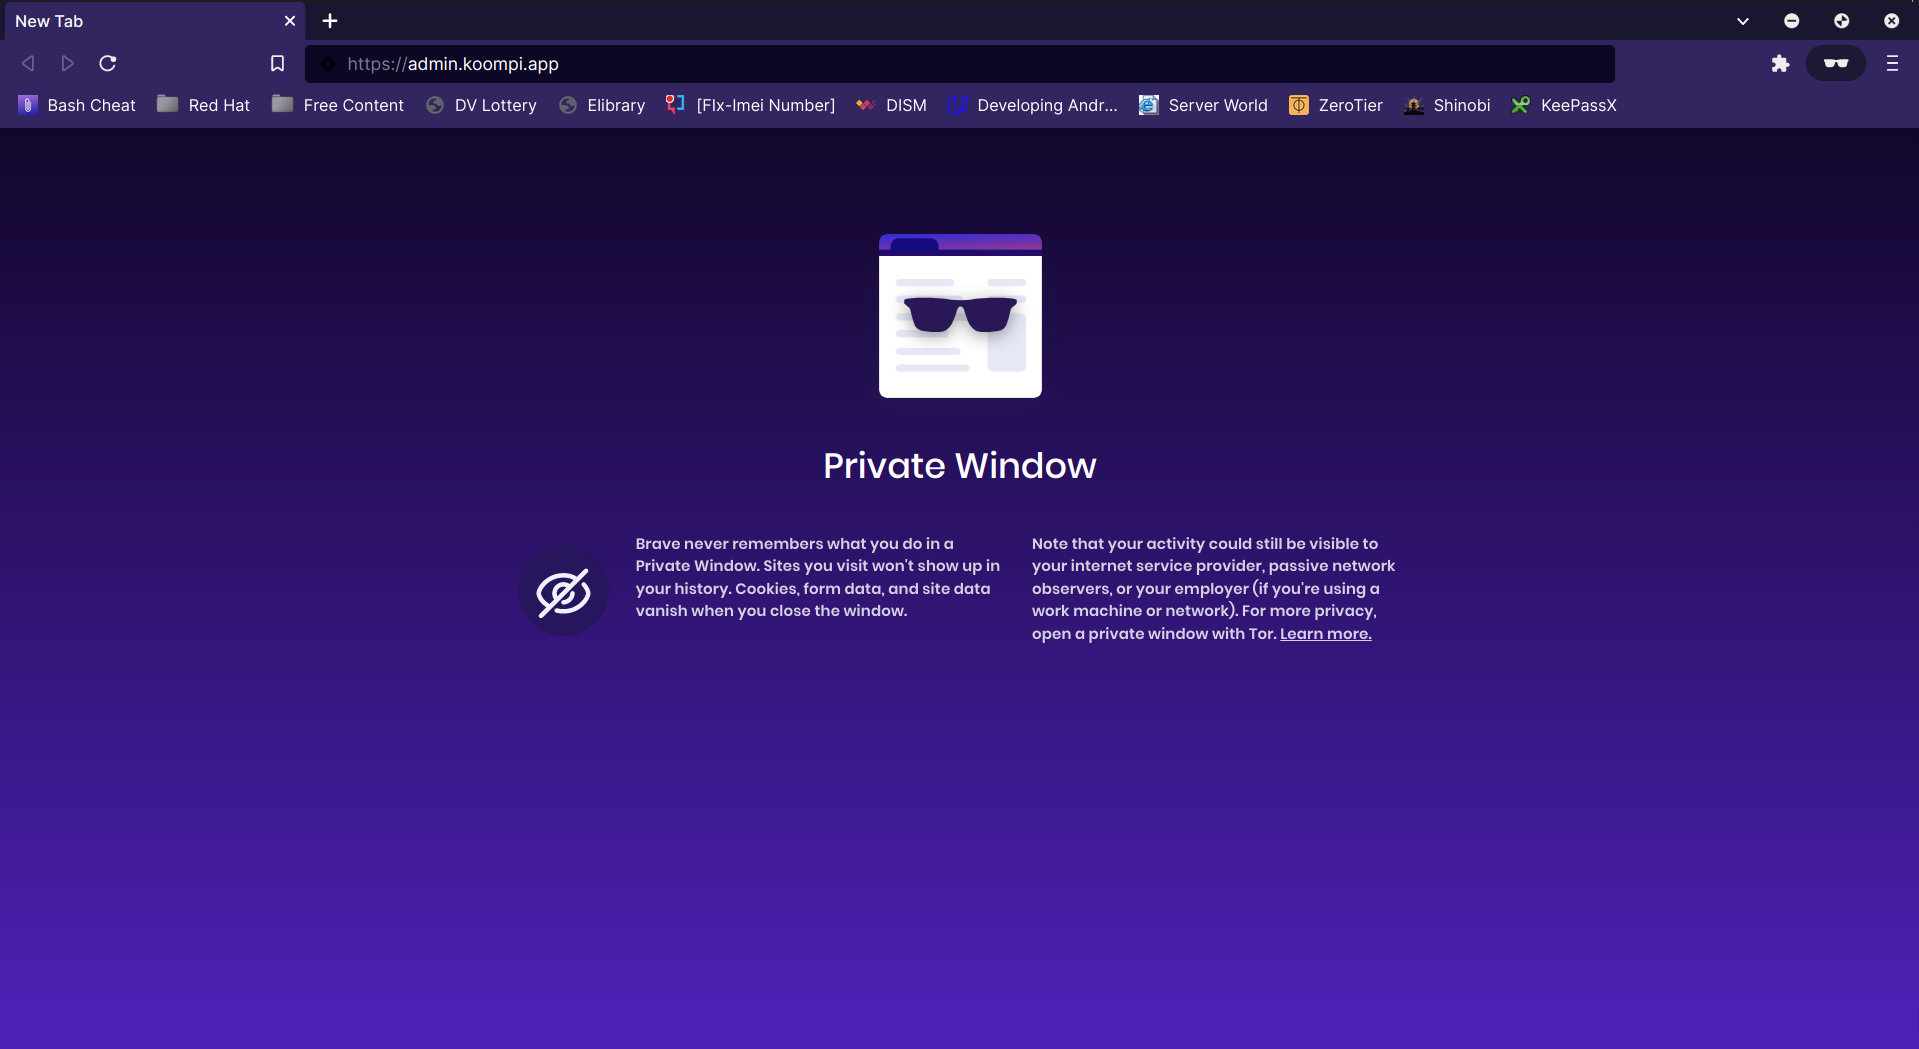 New Tab
https://admin.koompi.app
Bash Cheat Red Hat Free Content DV Lottery Elibrary [FIx-Imei Number] DISM Developing Andr... Server World ZeroTier Shinobi KeePassX
Private Window
Brave never remembers what you do in a
Private Window. Sites you visit won't show up in
your history. Cookies, form data, and site data
vanish when you close the window.
Note that your activity could still be visible to
your internet service provider, passive network
observers, or your employer (if you're using a
work machine or network). For more privacy,
open a private window with Tor. Learn more.